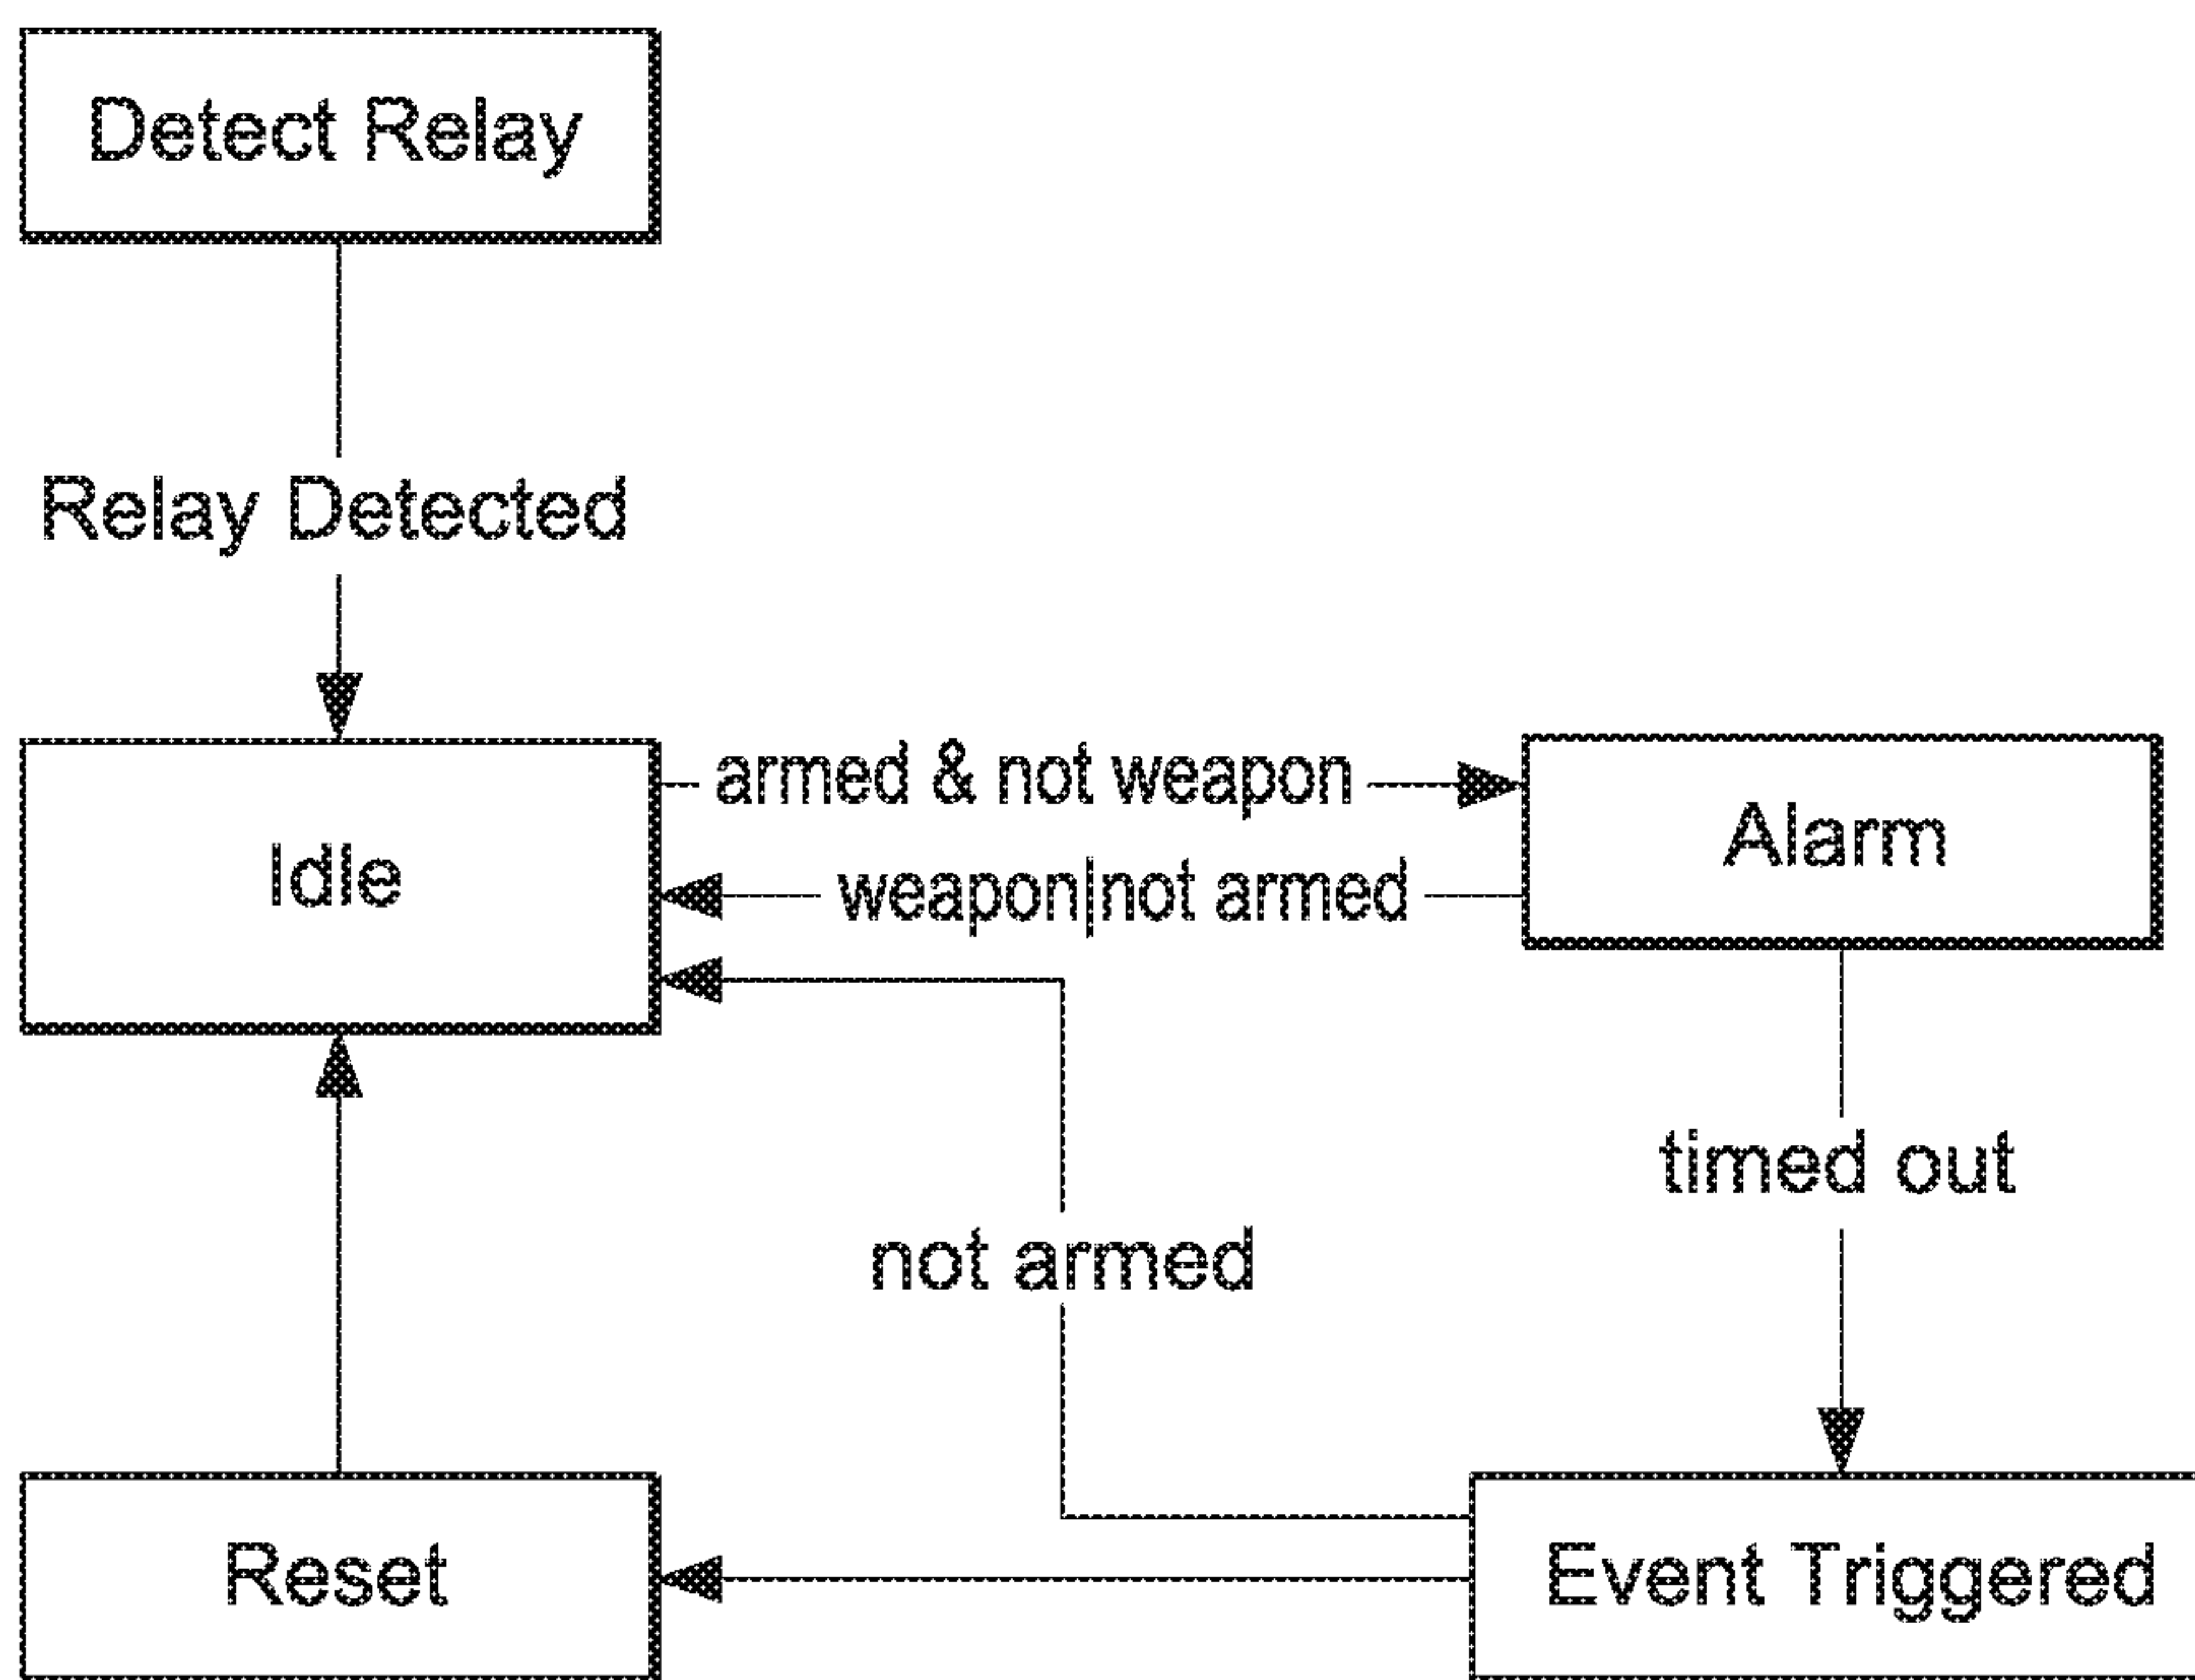 Detect Relay
Relay Detected
Idle
armed & not weapon
weapon|not armed
Alarm
timed out
not armed
Reset
Event Triggered